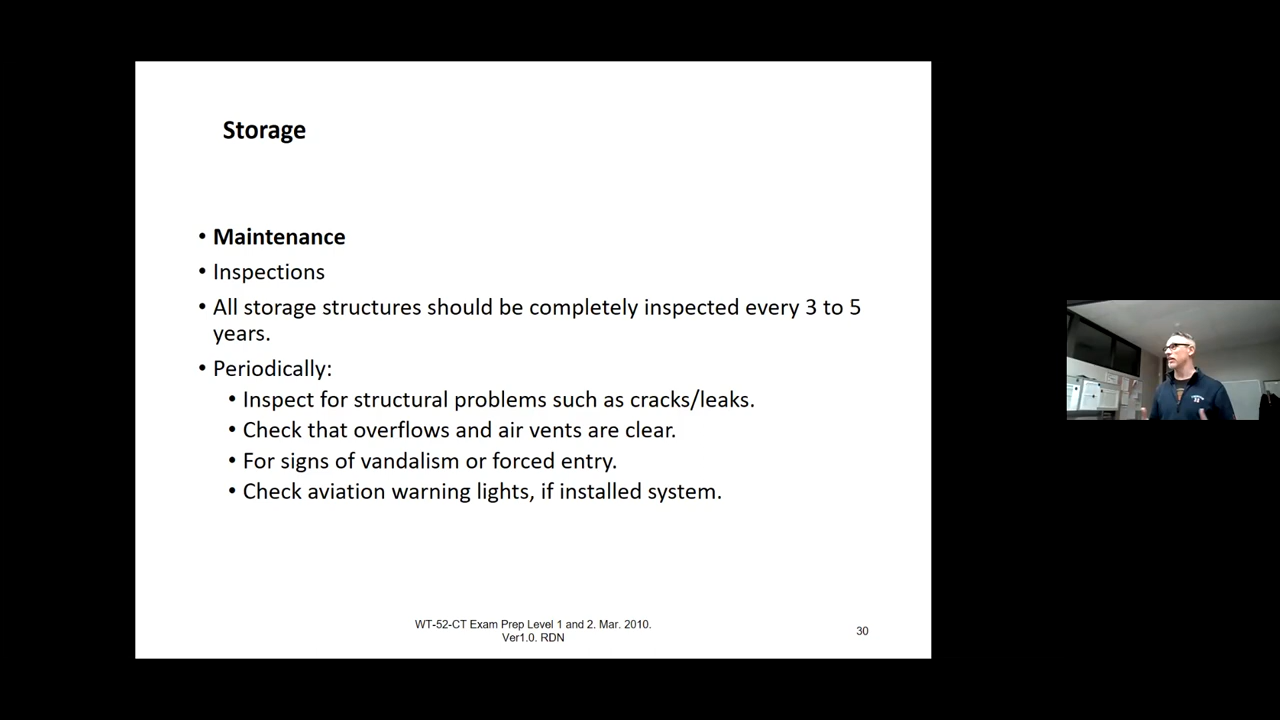 Storage
• Maintenance
• Inspections
• All storage structures should be completely inspected every 3 to 5
years.
• Periodically:
• Inspect for structural problems such as cracks/leaks.
• Check that overflows and air vents are clear.
• For signs of vandalism or forced entry.
• Check aviation warning lights, if installed system.
WT-52-CT Exam Prep Level 1 and 2. Mar. 2010.
Ver1.0. RDN
30